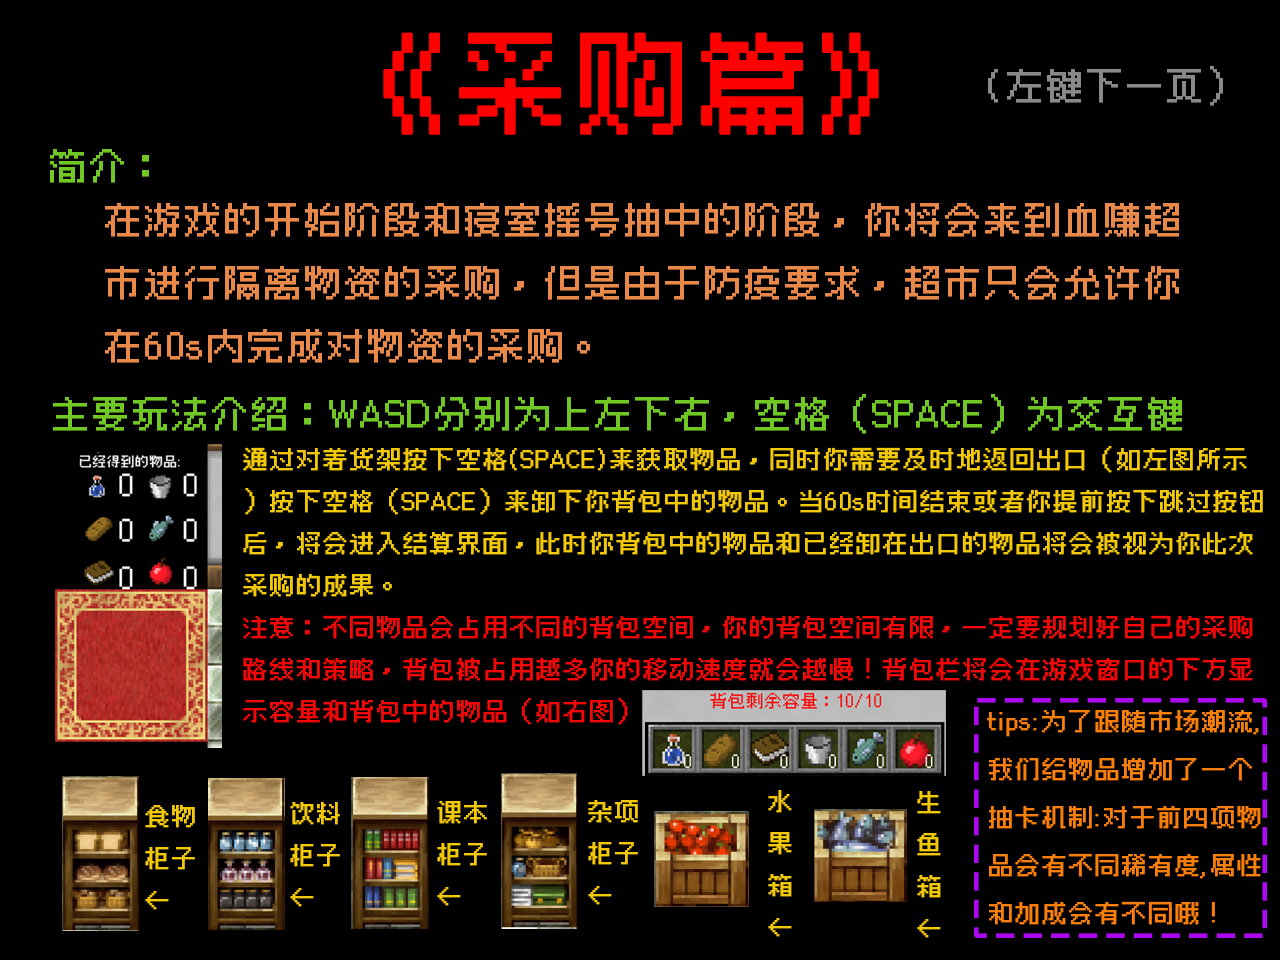 《采购篇》
（左键下一页）
简介：
在游戏的开始阶段和寝室摇号抽中的阶段，你将会来到血赚超
市进行隔离物资的采购，但是由于防疫要求，超市只会允许你
在60s内完成对物资的采购。
主要玩法介绍：WASD分别为上左下右，空格（SPACE）为交互键
已经得到的物品:
0 0
0 0
0 0
通过对着货架按下空格(SPACE)来获取物品，同时你需要及时地返回出口（如左图所示
）按下空格（SPACE）来卸下你背包中的物品。当60s时间结束或者你提前按下跳过按钮
后，将会进入结算界面，此时你背包中的物品和已经卸在出口的物品将会被视为你此次
采购的成果。
注意：不同物品会占用不同的背包空间，你的背包空间有限，一定要规划好自己的采购
路线和策略，背包被占用越多你的移动速度就会越慢！背包栏将会在游戏窗口的下方显
示容量和背包中的物品（如右图）
背包剩余容量：10/10
0 0 0 0 0 0
食物
柜子
←
饮料
柜子
←
课本
柜子
←
杂项
柜子
←
水
果
箱
←
生
鱼
箱
←
tips:为了跟随市场潮流,
我们给物品增加了一个
抽卡机制:对于前四项物
品会有不同稀有度,属性
和加成会有不同哦！